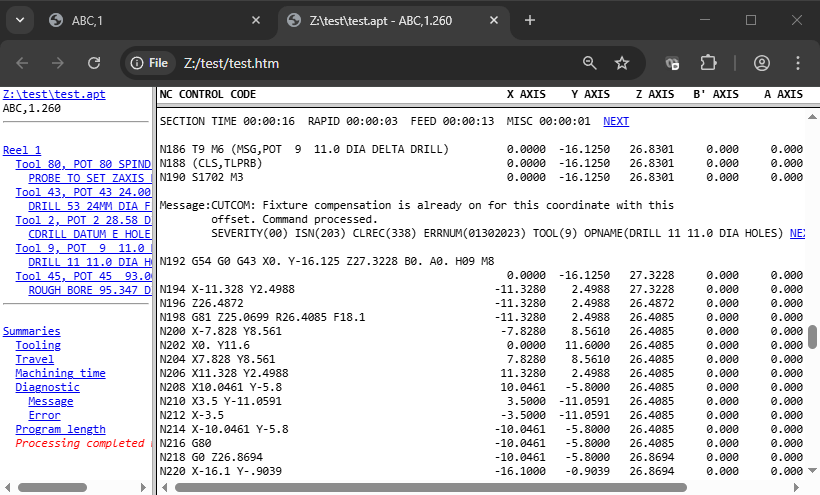 ABC,1
Z:\test\test.apt - ABC,1.260
File
Z:/test/test.htm
Z:\test\test.apt
ABC,1.260
Reel 1
Tool 80, POT 80 SPIND
PROBE TO SET ZAXIS
Tool 43, POT 43 24.00
DRILL 53 24MM DIA F
Tool 2, POT 2 28.58 D
CDRILL DATUM E HOLE
Tool 9, POT  9  11.0 D
DRILL 11 11.0 DIA H
Tool 45, POT 45  93.0
ROUGH BORE 95.347 D
Summaries
Tooling
Travel
Machining time
Diagnostic
Message
Error
Program length
Processing completed
NC CONTROL CODE X AXIS Y AXIS Z AXIS B' AXIS A AXIS
SECTION TIME 00:00:16  RAPID 00:00:03  FEED 00:00:13  MISC 00:00:01  NEXT
N186 T9 M6 (MSG,POT  9  11.0 DIA DELTA DRILL) 0.0000 -16.1250 26.8301 0.000 0.000
N188 (CLS,TLPRB) 0.0000 -16.1250 26.8301 0.000 0.000
N190 S1702 M3 0.0000 -16.1250 26.8301 0.000 0.000
Message:CUTCOM: Fixture compensation is already on for this coordinate with this
offset. Command processed.
SEVERITY(00) ISN(203) CLREC(338) ERRNUM(01302023) TOOL(9) OPNAME(DRILL 11 11.0 DIA HOLES) NEX
N192 G54 G0 G43 X0. Y-16.125 Z27.3228 B0. A0. H09 M8
0.0000 -16.1250 27.3228 0.000 0.000
N194 X-11.328 Y2.4988 -11.3280 2.4988 27.3228 0.000 0.000
N196 Z26.4872 -11.3280 2.4988 26.4872 0.000 0.000
N198 G81 Z25.0699 R26.4085 F18.1 -11.3280 2.4988 26.4085 0.000 0.000
N200 X-7.828 Y8.561 -7.8280 8.5610 26.4085 0.000 0.000
N202 X0. Y11.6 0.0000 11.6000 26.4085 0.000 0.000
N204 X7.828 Y8.561 7.8280 8.5610 26.4085 0.000 0.000
N206 X11.328 Y2.4988 11.3280 2.4988 26.4085 0.000 0.000
N208 X10.0461 Y-5.8 10.0461 -5.8000 26.4085 0.000 0.000
N210 X3.5 Y-11.0591 3.5000 -11.0591 26.4085 0.000 0.000
N212 X-3.5 -3.5000 -11.0591 26.4085 0.000 0.000
N214 X-10.0461 Y-5.8 -10.0461 -5.8000 26.4085 0.000 0.000
N216 G80 -10.0461 -5.8000 26.4085 0.000 0.000
N218 G0 Z26.8694 -10.0461 -5.8000 26.8694 0.000 0.000
N220 X-16.1 Y-.9039 -16.1000 -0.9039 26.8694 0.000 0.000